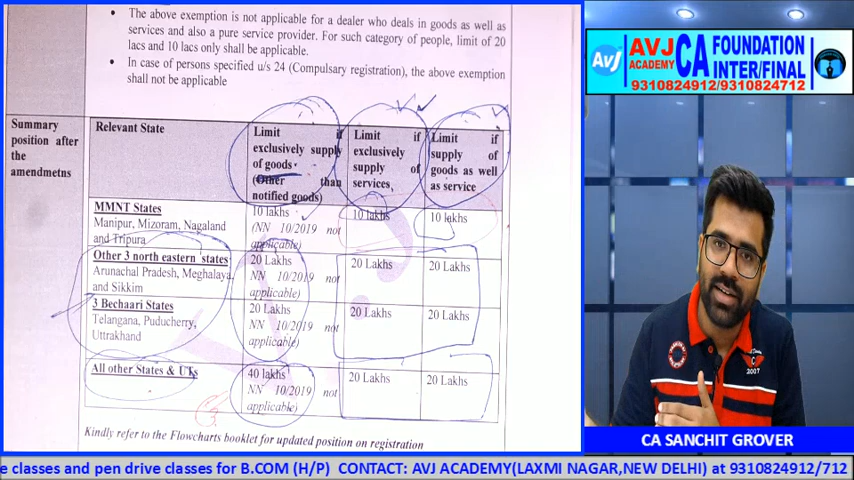 • The above exemption is not applicable for a dealer who deals in goods as well as
services and also a pure service provider. For such category of people, limit of 20
lacs and 10 lacs only shall be applicable.
• In case of persons specified u/s 24 (Compulsary registration), the above exemption
shall not be applicable
Summary
position after
the
amendmetns
Relevant State
Limit if
exclusively supply
of goods
(Other than
notified goods)
Limit if
exclusively
supply of
services,
Limit if
supply of
goods as well
as service
MMNT States
Manipur, Mizoram, Nagaland
and Tripura
10 lakhs
(NN 10/2019 not
applicable)
10 lakhs
10 lakhs
Other 3 north eastern states
Arunachal Pradesh, Meghalaya,
and Sikkim
20 Lakhs
NN 10/2019 not
applicable)
20 Lakhs
20 Lakhs
3 Bechaari States
Telangana, Puducherry,
Uttrakhand
20 Lakhs
NN 10/2019 not
applicable)
20 Lakhs
20 Lakhs
All other States & UTs
40 lakhs
NN 10/2019 not
applicable)
20 Lakhs
20 Lakhs
Kindly refer to the Flowcharts booklet for updated position on registration
AVJ
AVJ
ACADEMY
CA
FOUNDATION
INTER/FINAL
9310824912/9310824712
2007
CA SANCHIT GROVER
e classes and pen drive classes for B.COM (H/P) CONTACT: AVJ ACADEMY(LAXMI NAGAR,NEW DELHI) at 9310824912/712